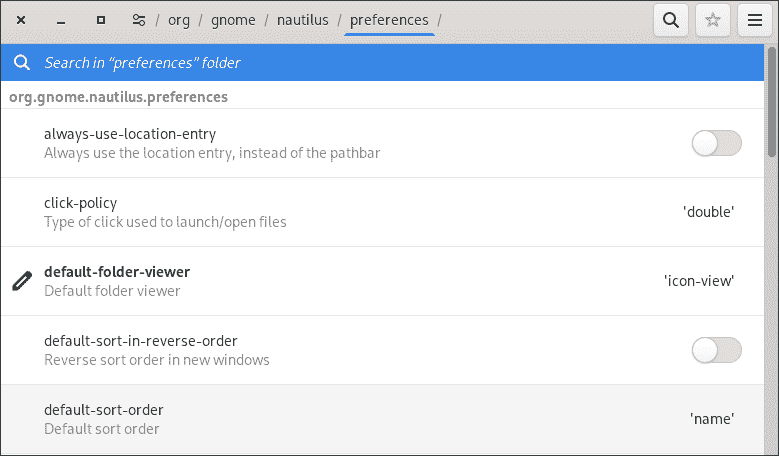 / org / gnome / nautilus / preferences /
Search in “preferences” folder
org.gnome.nautilus.preferences
always-use-location-entry
Always use the location entry, instead of the pathbar
click-policy
Type of click used to launch/open files
'double'
default-folder-viewer
Default folder viewer
'icon-view'
default-sort-in-reverse-order
Reverse sort order in new windows
default-sort-order
Default sort order
'name'